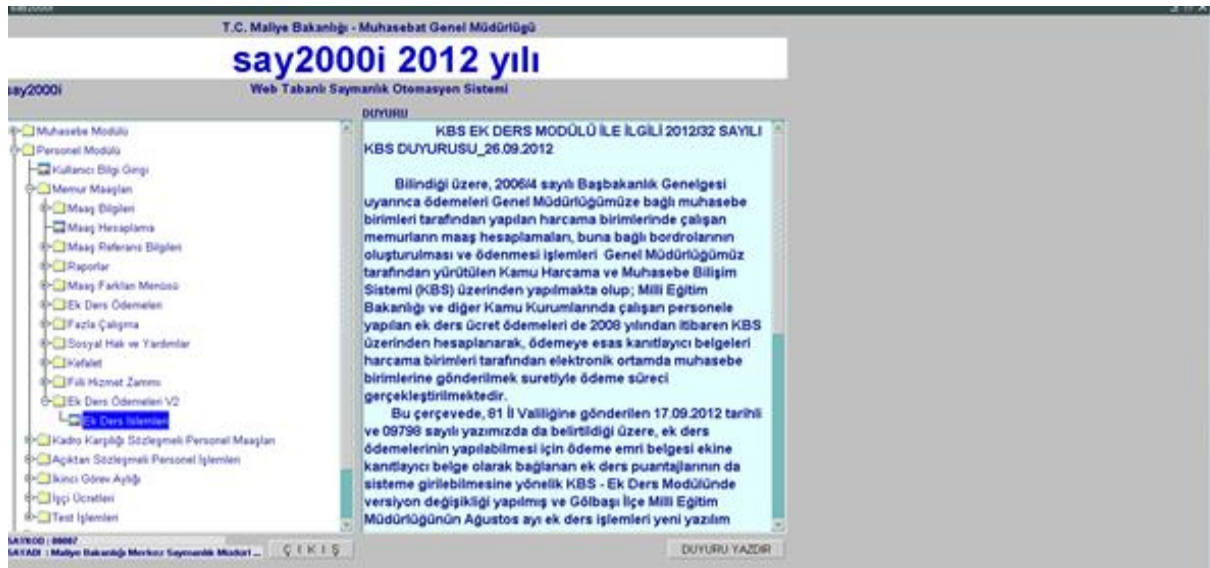 say2000i
T.C. Maliye Bakanlığı - Muhasebat Genel Müdürlüğü
say2000i 2012 yılı
say2000i
Web Tabanlı Saymanlık Otomasyon Sistemi
DUYURU
Muhasebe Modülü
Personel Modülü
Kullanıcı Bilgi Girişi
Memur Maaşları
Maaş Bilgileri
Maaş Hesaplama
Maaş Referans Bilgileri
Raporlar
Maaş Farkları Menüsü
Ek Ders Ödemeleri
Fazla Çalışma
Sosyal Hak ve Yardımlar
Kefalet
Fiili Hizmet Zammı
Ek Ders Ödemeleri V2
Ek Ders İşlemleri
Kadro Karşılığı Sözleşmeli Personel Maaşları
Açıktan Sözleşmeli Personel İşlemleri
İkinci Görev Aylığı
İşçi Ücretleri
Test İşlemleri
KBS EK DERS MODÜLÜ İLE İLGİLİ 2012/32 SAYILI
KBS DUYURUSU_26.09.2012
Bilindiği üzere, 2006/4 sayılı Başbakanlık Genelgesi
uyarınca ödemeleri Genel Müdürlüğümüze bağlı muhasebe
birimleri tarafından yapılan harcama birimlerinde çalışan
memurların maaş hesaplamaları, buna bağlı bordrolarının
oluşturulması ve ödenmesi işlemleri Genel Müdürlüğümüz
tarafından yürütülen Kamu Harcama ve Muhasebe Bilişim
Sistemi (KBS) üzerinden yapılmakta olup; Milli Eğitim
Bakanlığı ve diğer Kamu Kurumlarında çalışan personele
yapılan ek ders ücret ödemeleri de 2008 yılından itibaren KBS
üzerinden hesaplanarak, ödemeye esas kanıtlayıcı belgeleri
harcama birimleri tarafından elektronik ortamda muhasebe
birimlerine gönderilmek suretiyle ödeme süreci
gerçekleştirilmektedir.
Bu çerçevede, 81 İl Valiliğine gönderilen 17.09.2012 tarihli
ve 09798 sayılı yazımızda da belirtildiği üzere, ek ders
ödemelerinin yapılabilmesi için ödeme emri belgesi ekine
kanıtlayıcı belge olarak bağlanan ek ders puantajlarının da
sisteme girilebilmesine yönelik KBS - Ek Ders Modülünde
versiyon değişikliği yapılmış ve Gölbaşı İlçe Milli Eğitim
Müdürlüğünün Ağustos ayı ek ders işlemleri yeni yazılım
SAYKOD :
SAYADI : Maliye Bakanlığı Merkez Saymanlık Müdürl ...
Ç I K I Ş
DUYURU YAZDIR